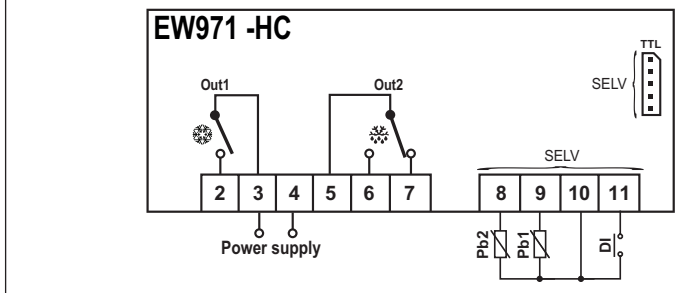 EW971 -HC
TTL
SELV
Out1
Out2
SELV
2 3 4 5 6 7 8 9 10 11
Power supply
Pb2
Pb1
DI